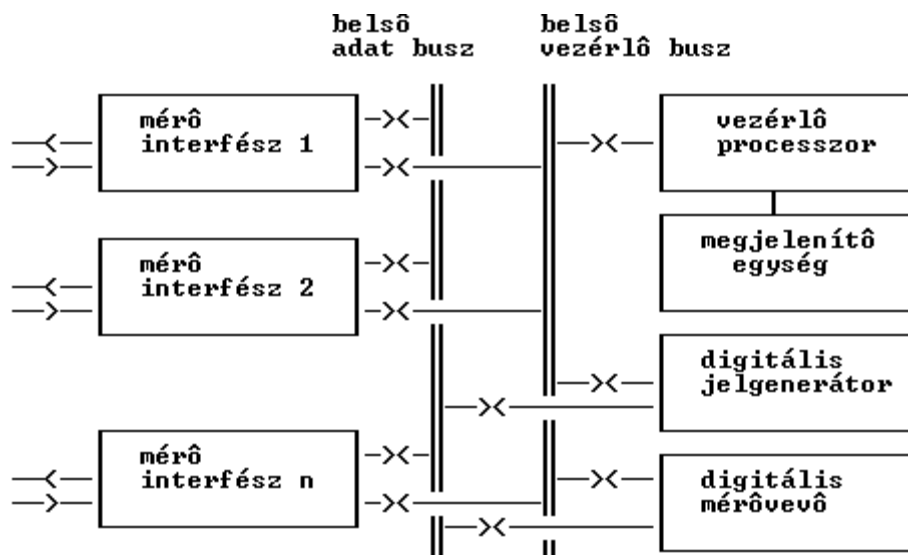 belsô
adat busz
belsô
vezérlô busz
mérô
interfész 1
vezérlô
processzor
mérô
interfész 2
megjelenítô
egység
digitális
jelgenerátor
mérô
interfész n
digitális
mérôvevô